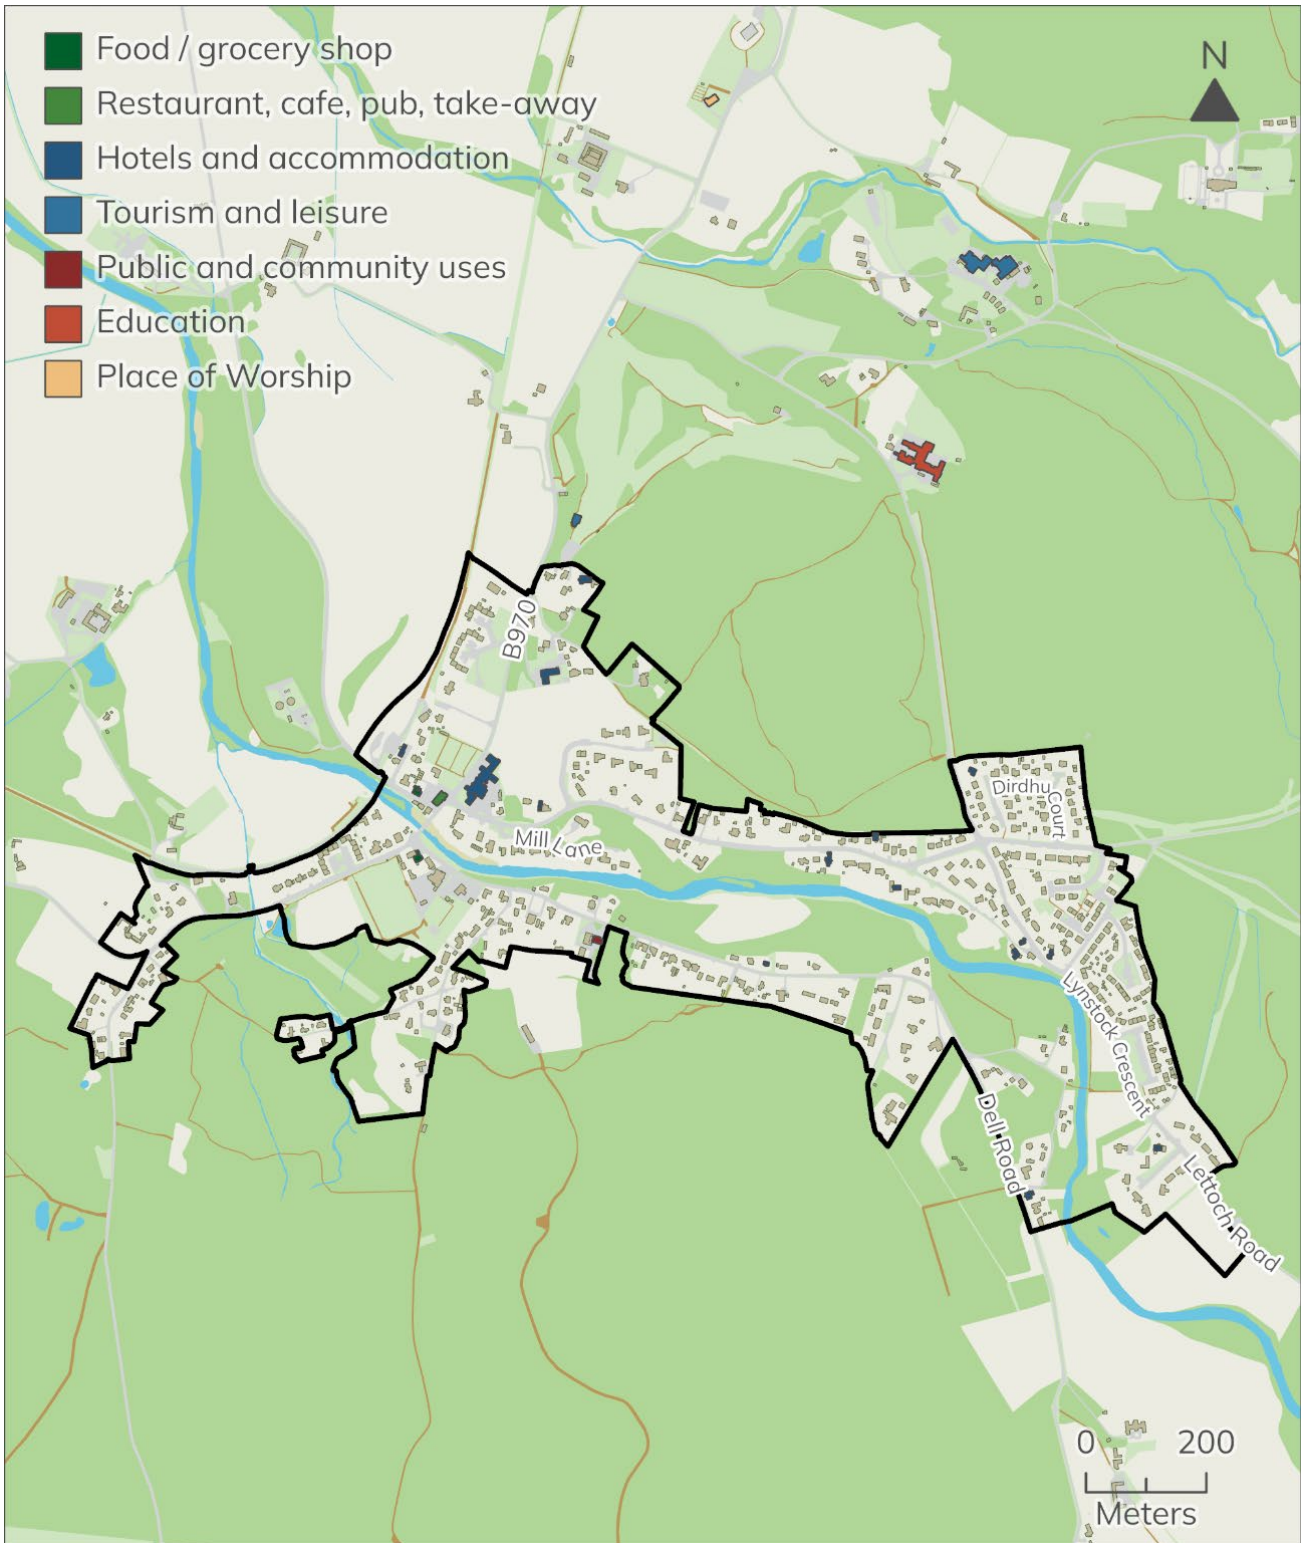 Food / grocery shop
Restaurant, cafe, pub, take-away
Hotels and accommodation
Tourism and leisure
Public and community uses
Education
Place of Worship
N
B970
Mill Lane
Dirdhu
Court
Lynstock Crescent
Dell Road
Lettoch Road
0 200
Meters